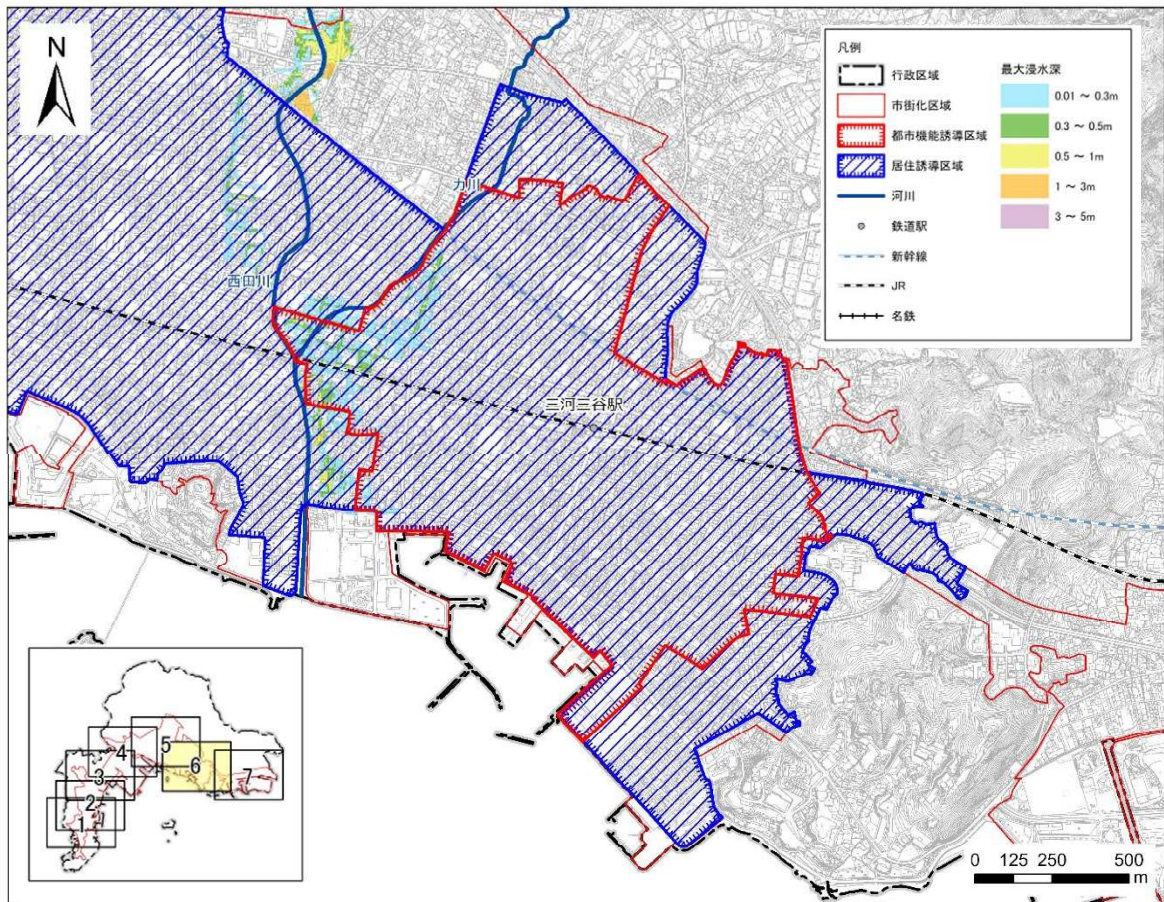 N
凡例
行政区域
市街化区域
都市機能誘導区域
居住誘導区域
河川
鉄道駅
新幹線
JR
名鉄
最大浸水深
0.01 ～ 0.3m
0.3 ～ 0.5m
0.5 ～ 1m
1 ～ 3m
3 ～ 5m
力川
西田川
三河三谷駅
5
4
6
3
7
2
1
0 125 250 500
m